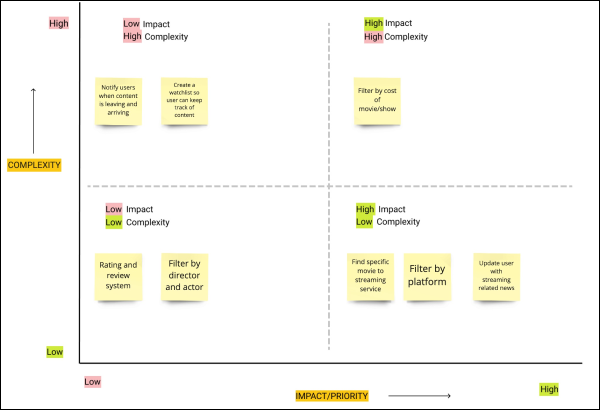 High
Low Impact
High Complexity
High Impact
High Complexity
Notify users
when content
is leaving and
arriving
Create a
watchlist so
user can keep
track of
content
Filter by cost
of
movie/show
COMPLEXITY
Low Impact
Low Complexity
High Impact
Low Complexity
Rating and
review
system
Filter by
director
and actor
Find specific
movie to
streaming
service
Filter by
platform
Update user
with
streaming
related news
Low
Low
IMPACT/PRIORITY
High